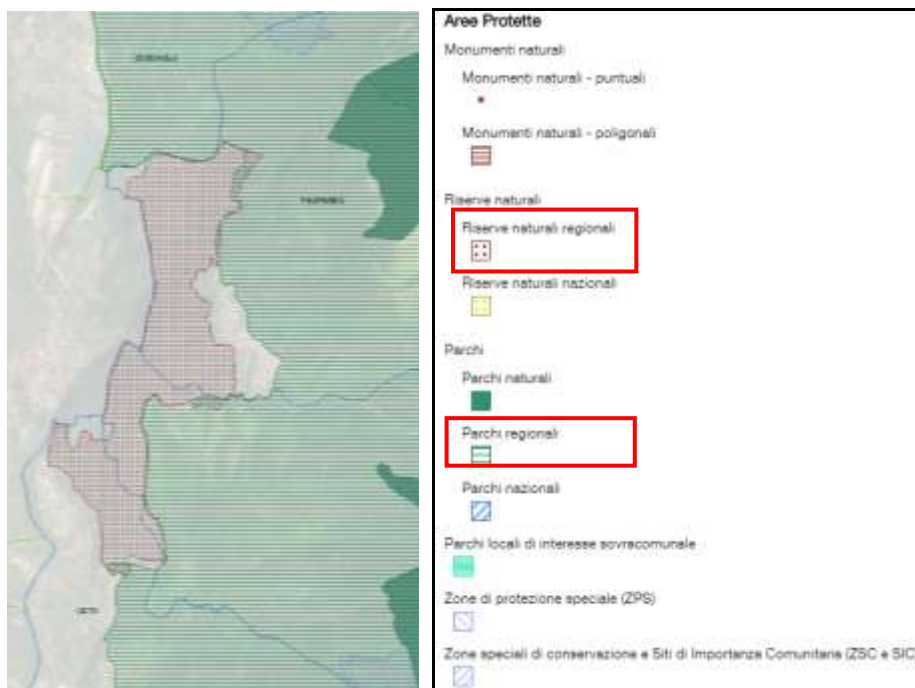 PASPARDO
CETO
Aree Protette
Monumenti naturali
Monumenti naturali - puntuali
Monumenti naturali - poligonali
Riserve naturali
Riserve naturali regionali
Riserve naturali nazionali
Parchi
Parchi naturali
Parchi regionali
Parchi nazionali
Parchi locali di interesse sovracomunale
Zone di protezione speciale (ZPS)
Zone speciali di conservazione e Siti di Importanza Comunitaria (ZSC e SIC)